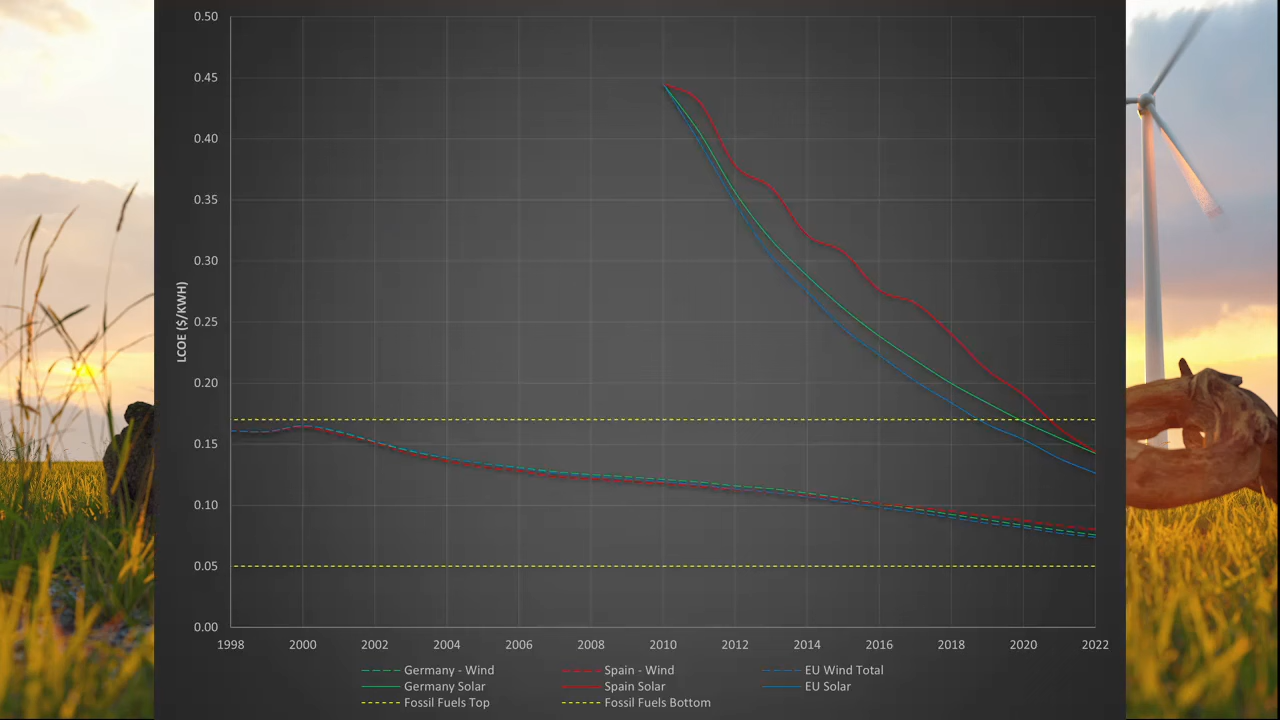 0.50
0.45
0.40
0.35
0.30
0.25
0.20
0.15
0.10
0.05
0.00
LCOE ($/KWH)
1998 2000 2002 2004 2006 2008 2010 2012 2014 2016 2018 2020 2022
Germany - Wind Spain - Wind EU Wind Total
Germany Solar Spain Solar EU Solar
Fossil Fuels Top Fossil Fuels Bottom